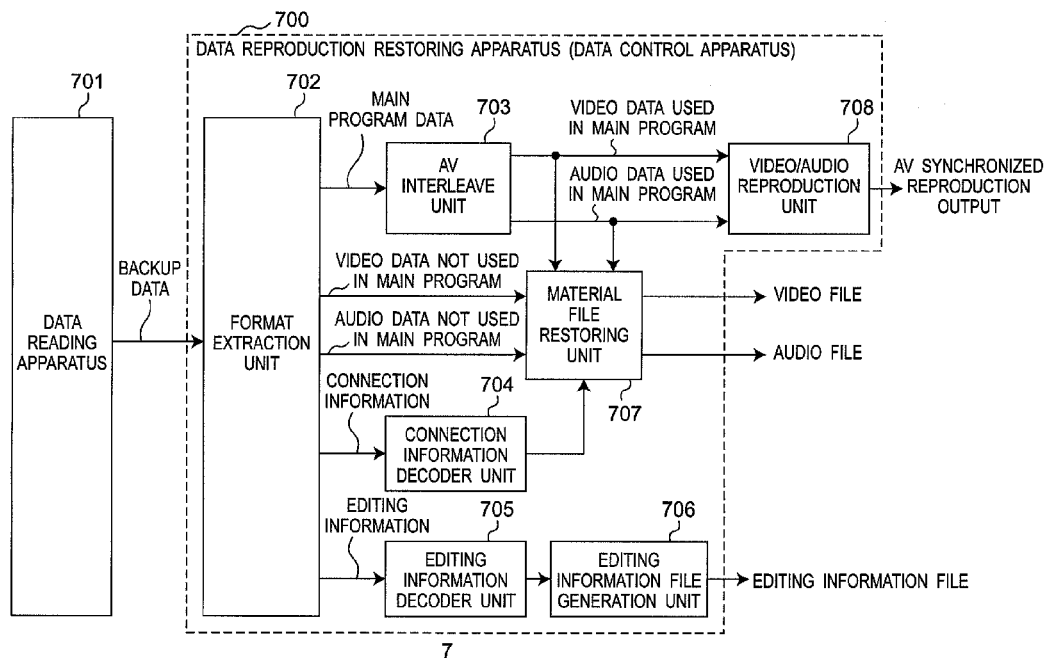 700
DATA REPRODUCTION RESTORING APPARATUS (DATA CONTROL APPARATUS)
701
702
MAIN
PROGRAM DATA
703
VIDEO DATA USED
IN MAIN PROGRAM
708
AV
INTERLEAVE
UNIT
AUDIO DATA USED
IN MAIN PROGRAM
VIDEO/AUDIO
REPRODUCTION
UNIT
AV SYNCHRONIZED
REPRODUCTION
OUTPUT
BACKUP
DATA
VIDEO DATA NOT USED
IN MAIN PROGRAM
MATERIAL
FILE
RESTORING
UNIT
VIDEO FILE
DATA
READING
APPARATUS
FORMAT
EXTRACTION
UNIT
AUDIO DATA NOT USED
IN MAIN PROGRAM
AUDIO FILE
CONNECTION
INFORMATION
704
707
CONNECTION
INFORMATION
DECODER UNIT
EDITING
INFORMATION
705
706
EDITING
INFORMATION
DECODER UNIT
EDITING
INFORMATION FILE
GENERATION UNIT
EDITING INFORMATION FILE
7